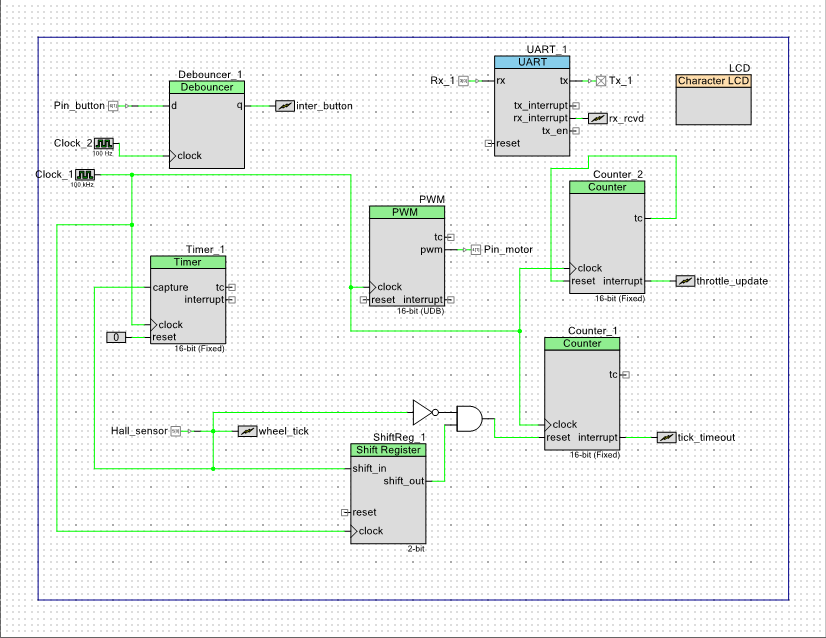 UART_1
UART
Rx_1
rx
tx
Tx_1
tx_interrupt
rx_interrupt
rx_rcvd
tx_en
reset
LCD
Character LCD
Debouncer_1
Debouncer
Pin_button
d
q
inter_button
Clock_2
100 Hz
clock
Clock_1
100 kHz
Counter_2
Counter
tc
clock
reset
interrupt
throttle_update
16-bit (Fixed)
PWM
PWM
tc
pwm
Pin_motor
clock
reset
interrupt
16-bit (UDB)
Timer_1
Timer
capture
tc
interrupt
clock
0
reset
16-bit (Fixed)
Counter_1
Counter
tc
clock
reset
interrupt
tick_timeout
16-bit (Fixed)
Hall_sensor
wheel_tick
ShiftReg_1
Shift Register
shift_in
shift_out
reset
clock
2-bit